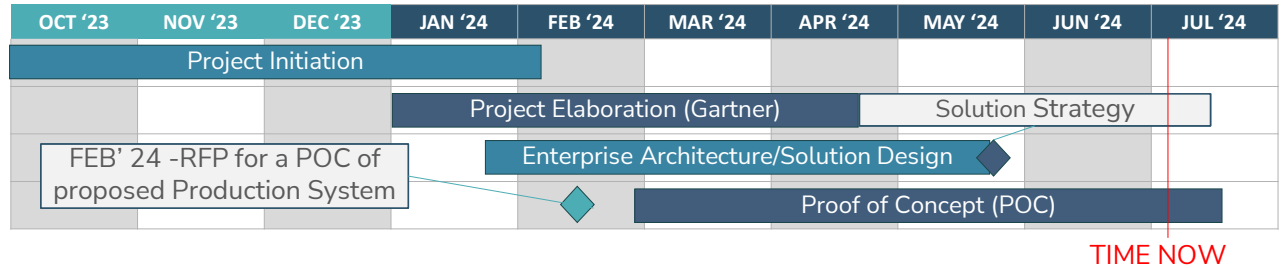 OCT ‘23 NOV ‘23 DEC ‘23 JAN ‘24 FEB ‘24 MAR ‘24 APR ‘24 MAY ‘24 JUN ‘24 JUL ‘24
Project Initiation
Project Elaboration (Gartner)
Solution Strategy
FEB’ 24 -RFP for a POC of
proposed Production System
Enterprise Architecture/Solution Design
Proof of Concept (POC)
TIME NOW